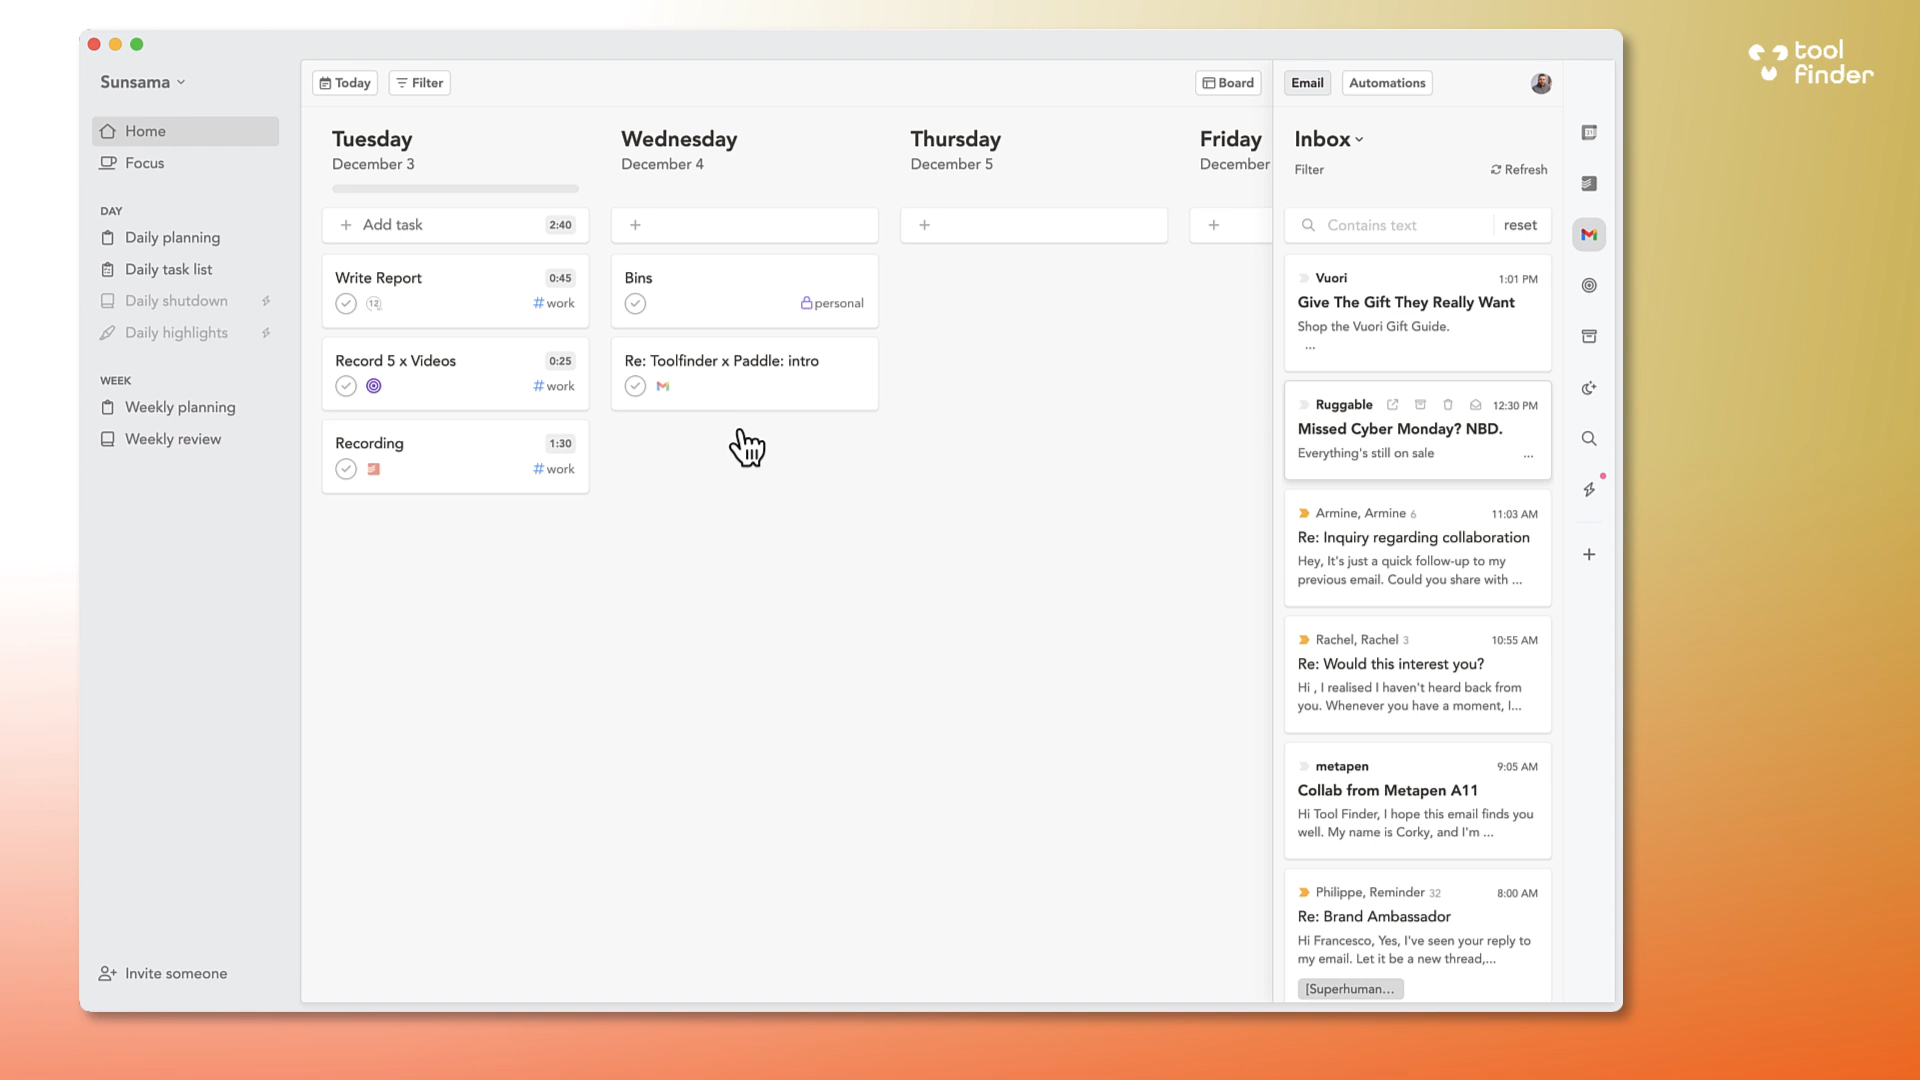 tool
finder
Sunsama
Home
Focus
DAY
Daily planning
Daily task list
Daily shutdown
Daily highlights
WEEK
Weekly planning
Weekly review
Invite someone
Today
Filter
Board
Tuesday
December 3
Add task
2:40
Write Report
0:45
12
# work
Record 5 x Videos
0:25
# work
Recording
1:30
# work
Wednesday
December 4
Bins
personal
Re: Toolfinder x Paddle: intro
Thursday
December 5
Friday
December
Email
Automations
Inbox
Filter
Refresh
Contains text
reset
Vuori
1:01 PM
Give The Gift They Really Want
Shop the Vuori Gift Guide.
...
Ruggable
12:30 PM
Missed Cyber Monday? NBD.
Everything's still on sale
...
Armine, Armine 6
11:03 AM
Re: Inquiry regarding collaboration
Hey, It's just a quick follow-up to my
previous email. Could you share with ...
Rachel, Rachel 3
10:55 AM
Re: Would this interest you?
Hi , I realised I haven't heard back from
you. Whenever you have a moment, I...
metapen
9:05 AM
Collab from Metapen A11
Hi Tool Finder, I hope this email finds you
well. My name is Corky, and I'm ...
Philippe, Reminder 32
8:00 AM
Re: Brand Ambassador
Hi Francesco, Yes, I've seen your reply to
my email. Let it be a new thread,...
[Superhuman...
31